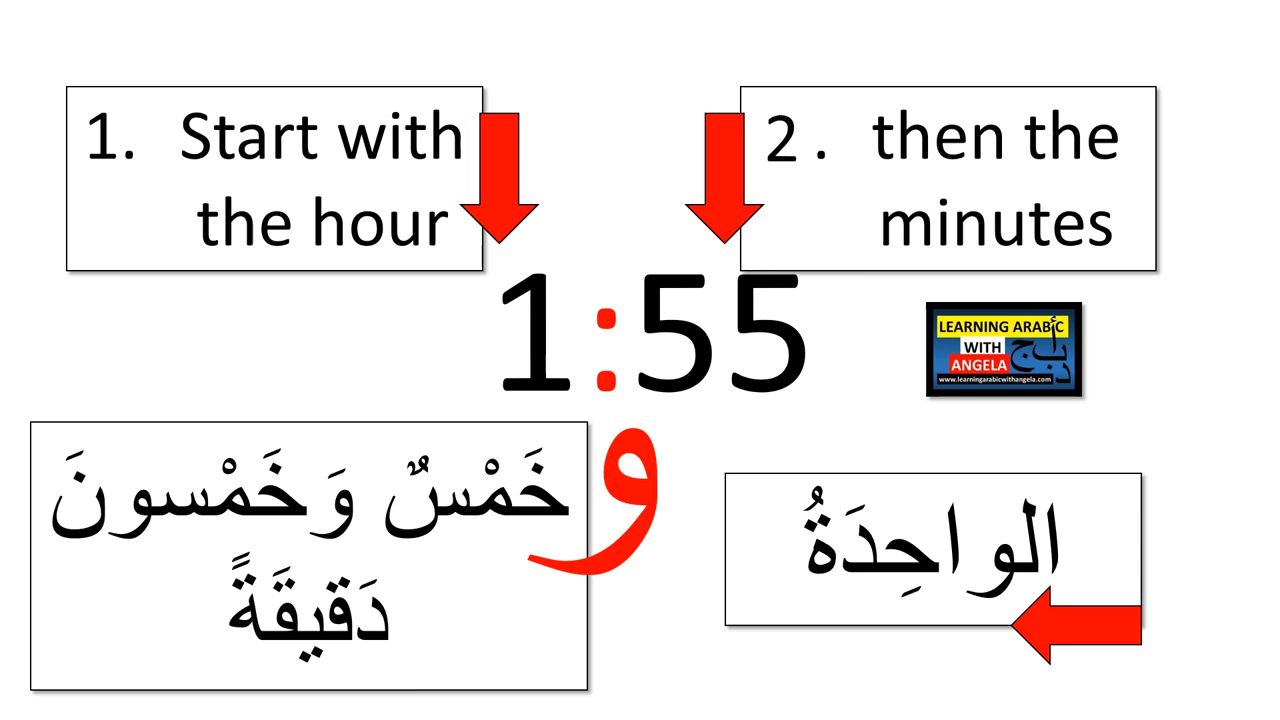 1. Start with
the hour
2. then the
minutes
1:55
LEARNING ARABIC
WITH
ANGELA
www.learningarabicwithangela.com
أ ب ج د
الواحِدَةُ
و
خَمْسٌ وَخَمْسونَ
دَقيقَةً